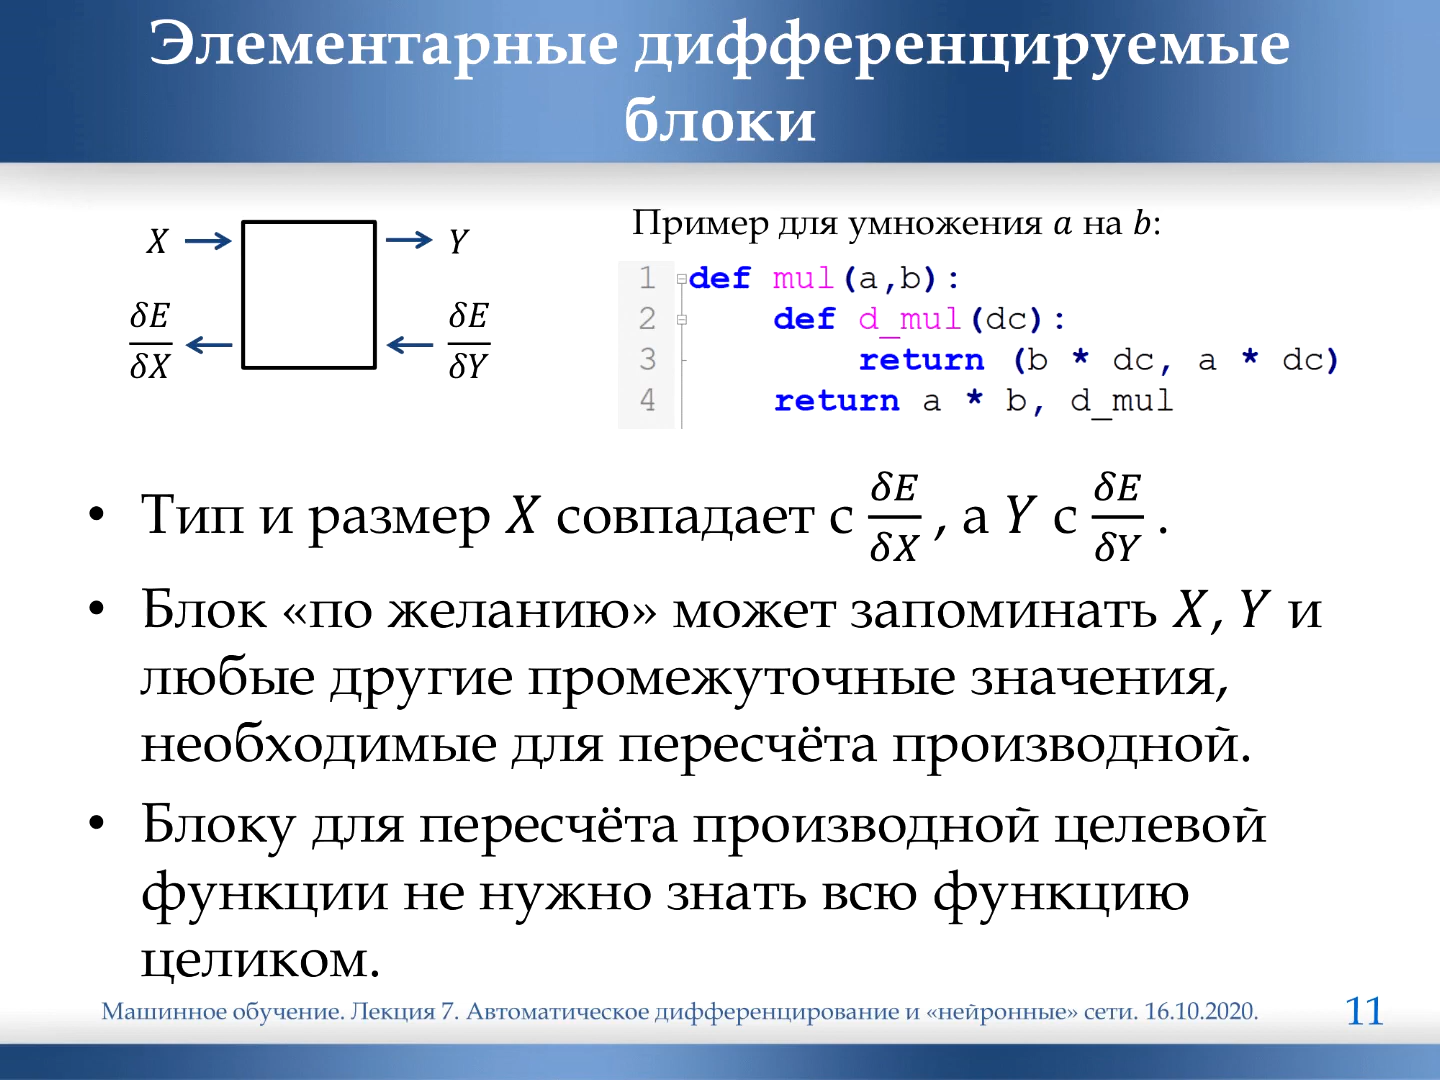 Элементарные дифференцируемые
блоки
X
Y
δE
δX
δE
δY
Пример для умножения a на b:
1 def mul(a,b):
2 def d_mul(dc):
3 return (b * dc, a * dc)
4 return a * b, d_mul
• Тип и размер X совпадает с δE/δX , а Y с δE/δY .
• Блок «по желанию» может запоминать X, Y и
любые другие промежуточные значения,
необходимые для пересчёта производной.
• Блоку для пересчёта производной целевой
функции не нужно знать всю функцию
целиком.
Машинное обучение. Лекция 7. Автоматическое дифференцирование и «нейронные» сети. 16.10.2020.
11